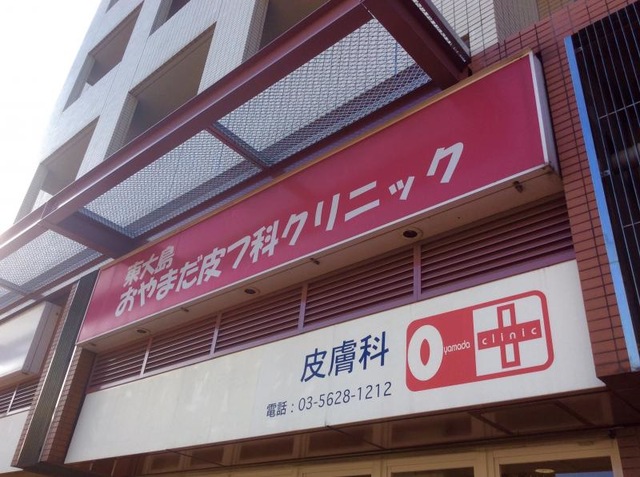 東大島
おやまだ皮フ科クリニック
皮膚科
電話：03-5628-1212
Oyamada clinic